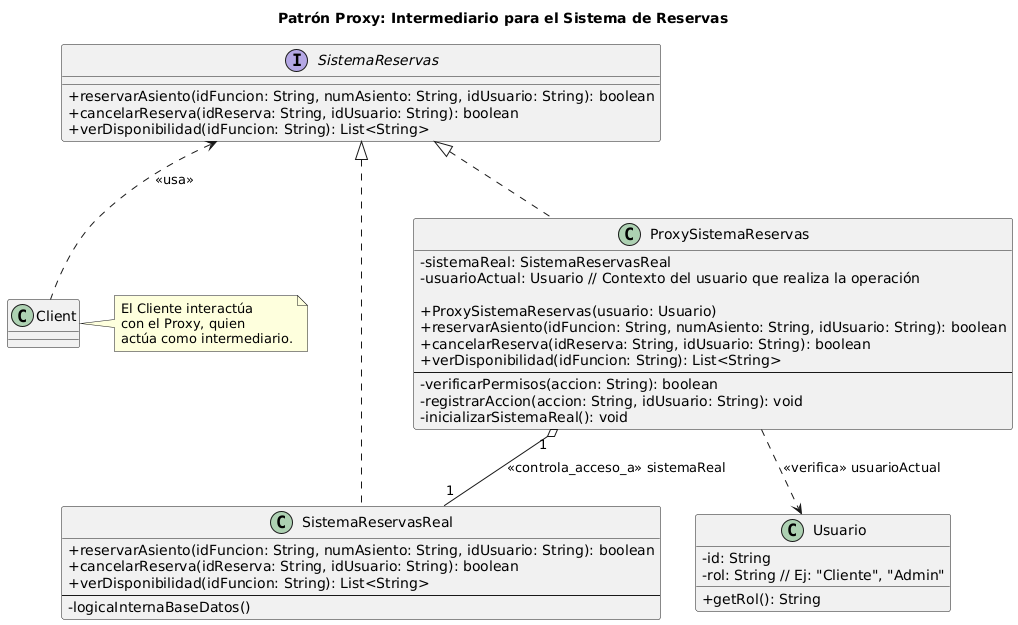 Patrón Proxy: Intermediario para el Sistema de Reservas
I SistemaReservas
+reservarAsiento(idFuncion: String, numAsiento: String, idUsuario: String): boolean
+cancelarReserva(idReserva: String, idUsuario: String): boolean
+verDisponibilidad(idFuncion: String): List<String>
«usa»
C ProxySistemaReservas
-sistemaReal: SistemaReservasReal
-usuarioActual: Usuario // Contexto del usuario que realiza la operación
+ProxySistemaReservas(usuario: Usuario)
+reservarAsiento(idFuncion: String, numAsiento: String, idUsuario: String): boolean
+cancelarReserva(idReserva: String, idUsuario: String): boolean
+verDisponibilidad(idFuncion: String): List<String>
-verificarPermisos(accion: String): boolean
-registrarAccion(accion: String, idUsuario: String): void
-inicializarSistemaReal(): void
C Client
El Cliente interactúa
con el Proxy, quien
actúa como intermediario.
1
«controla_acceso_a» sistemaReal
1
«verifica» usuarioActual
C SistemaReservasReal
+reservarAsiento(idFuncion: String, numAsiento: String, idUsuario: String): boolean
+cancelarReserva(idReserva: String, idUsuario: String): boolean
+verDisponibilidad(idFuncion: String): List<String>
-logicaInternaBaseDatos()
C Usuario
-id: String
-rol: String // Ej: "Cliente", "Admin"
+getRol(): String